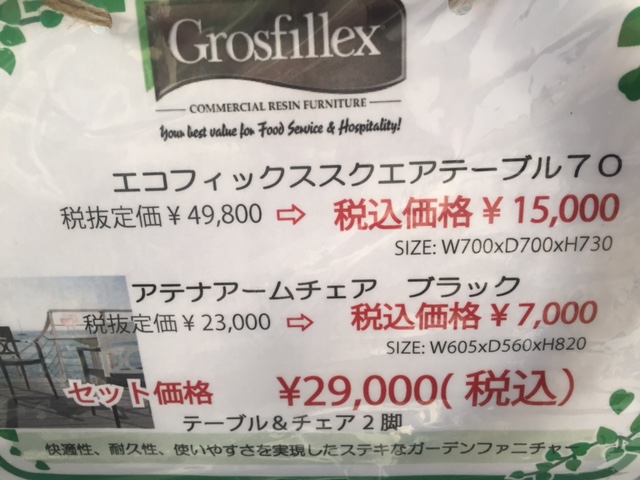 Grosfillex
COMMERCIAL RESIN FURNITURE
Your best value for Food Service & Hospitality!
エコフィックススクエアテーブル７０
税抜定価￥49,800 ⇨ 税込価格￥15,000
SIZE: W700xD700xH730
アテナアームチェア ブラック
税抜定価￥23,000 ⇨ 税込価格￥7,000
SIZE: W605xD560xH820
セット価格 ¥29,000(税込）
テーブル＆チェア２脚
快適性、耐久性、使いやすさを実現したステキなガーデンファニチャー